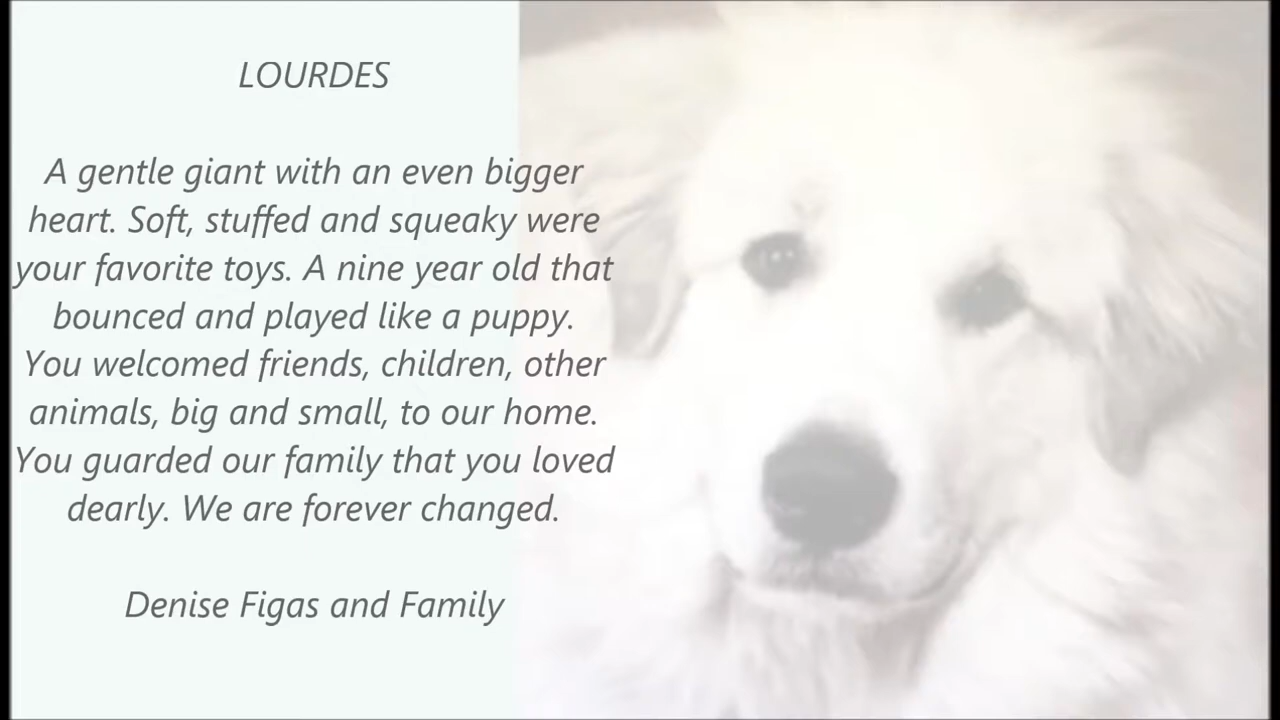 LOURDES
A gentle giant with an even bigger
heart. Soft, stuffed and squeaky were
your favorite toys. A nine year old that
bounced and played like a puppy.
You welcomed friends, children, other
animals, big and small, to our home.
You guarded our family that you loved
dearly. We are forever changed.
Denise Figas and Family